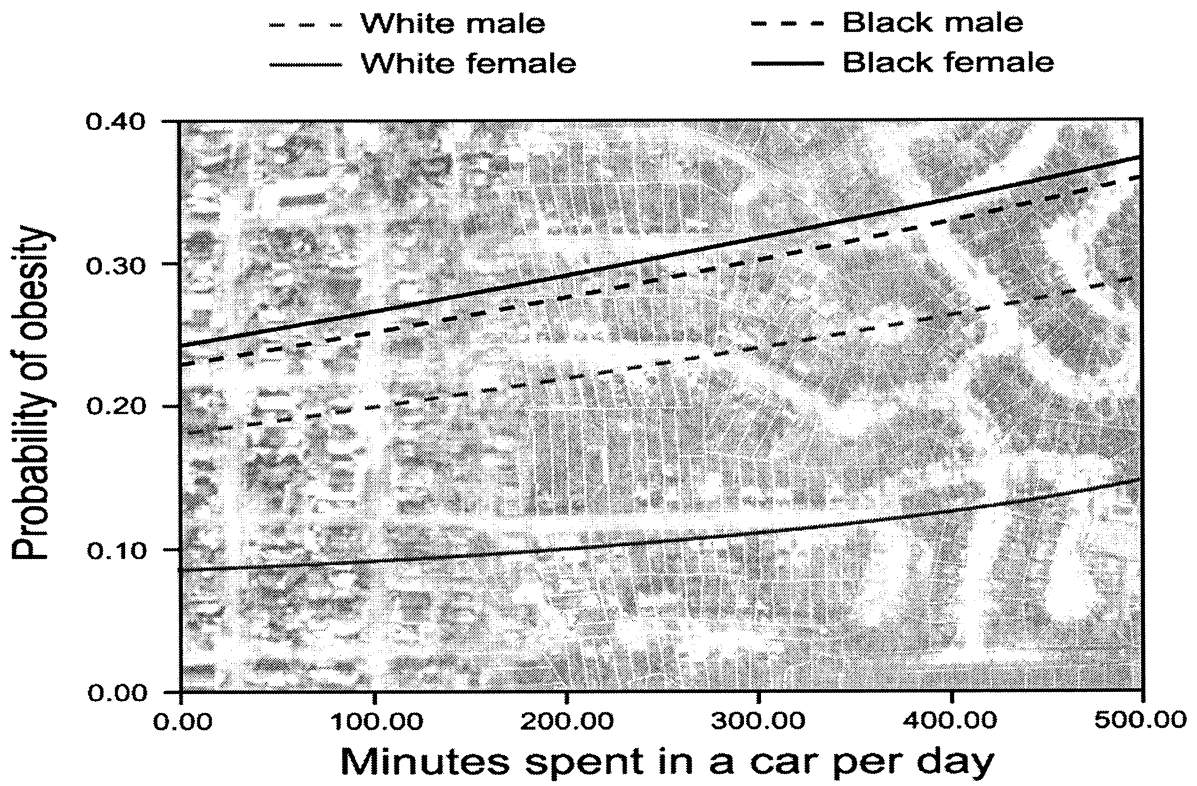 White male
Black male
White female
Black female
0.40
0.30
0.20
0.10
0.00
Probability of obesity
0.00 100.00 200.00 300.00 400.00 500.00
Minutes spent in a car per day